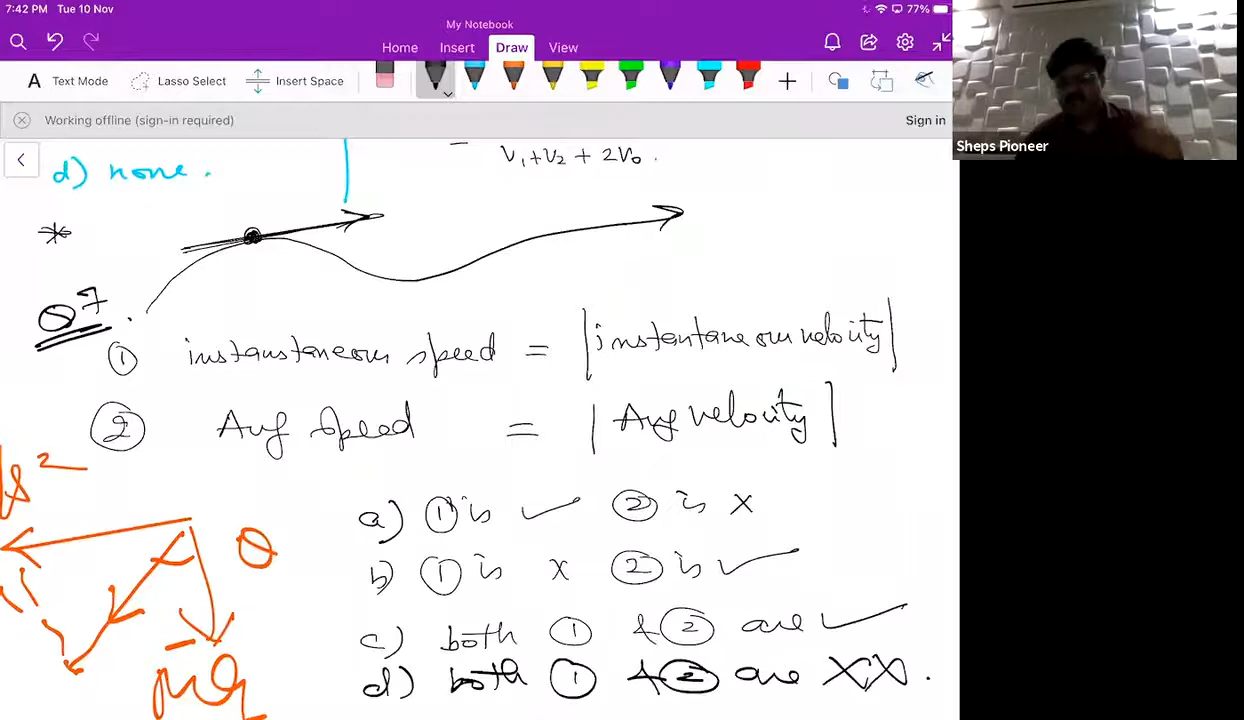 7:42 PM Tue 10 Nov
77%
My Notebook
Home Insert Draw View
A Text Mode Lasso Select Insert Space
Working offline (sign-in required)
Sign in
Sheps Pioneer
V₁+V₂ + 2V₀.
d) none.
*
Q7.
① instanstaneous speed = |instantaneous velocity|
② Avg Speed = | Avg velocity |
s²
θ
a) ① is ✓ ② is X
b) ① is x ② is ✓
c) both ① & ② are ✓
d) both ① & ② are XX.